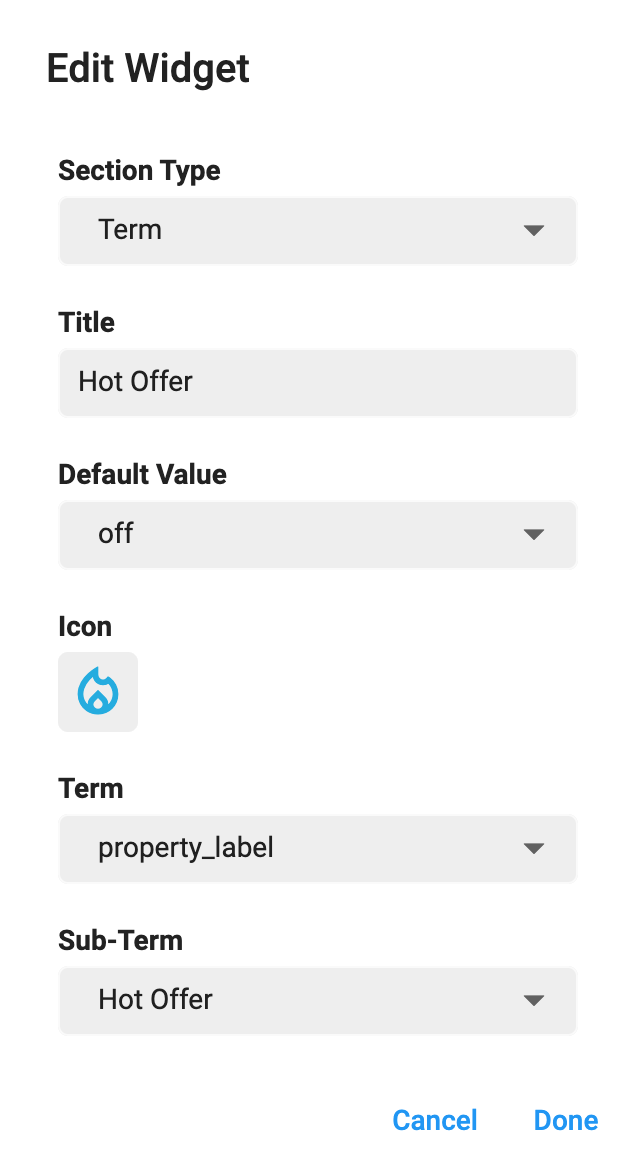 Edit Widget
Section Type
Term
Title
Hot Offer
Default Value
off
Icon
Term
property_label
Sub-Term
Hot Offer
Cancel Done